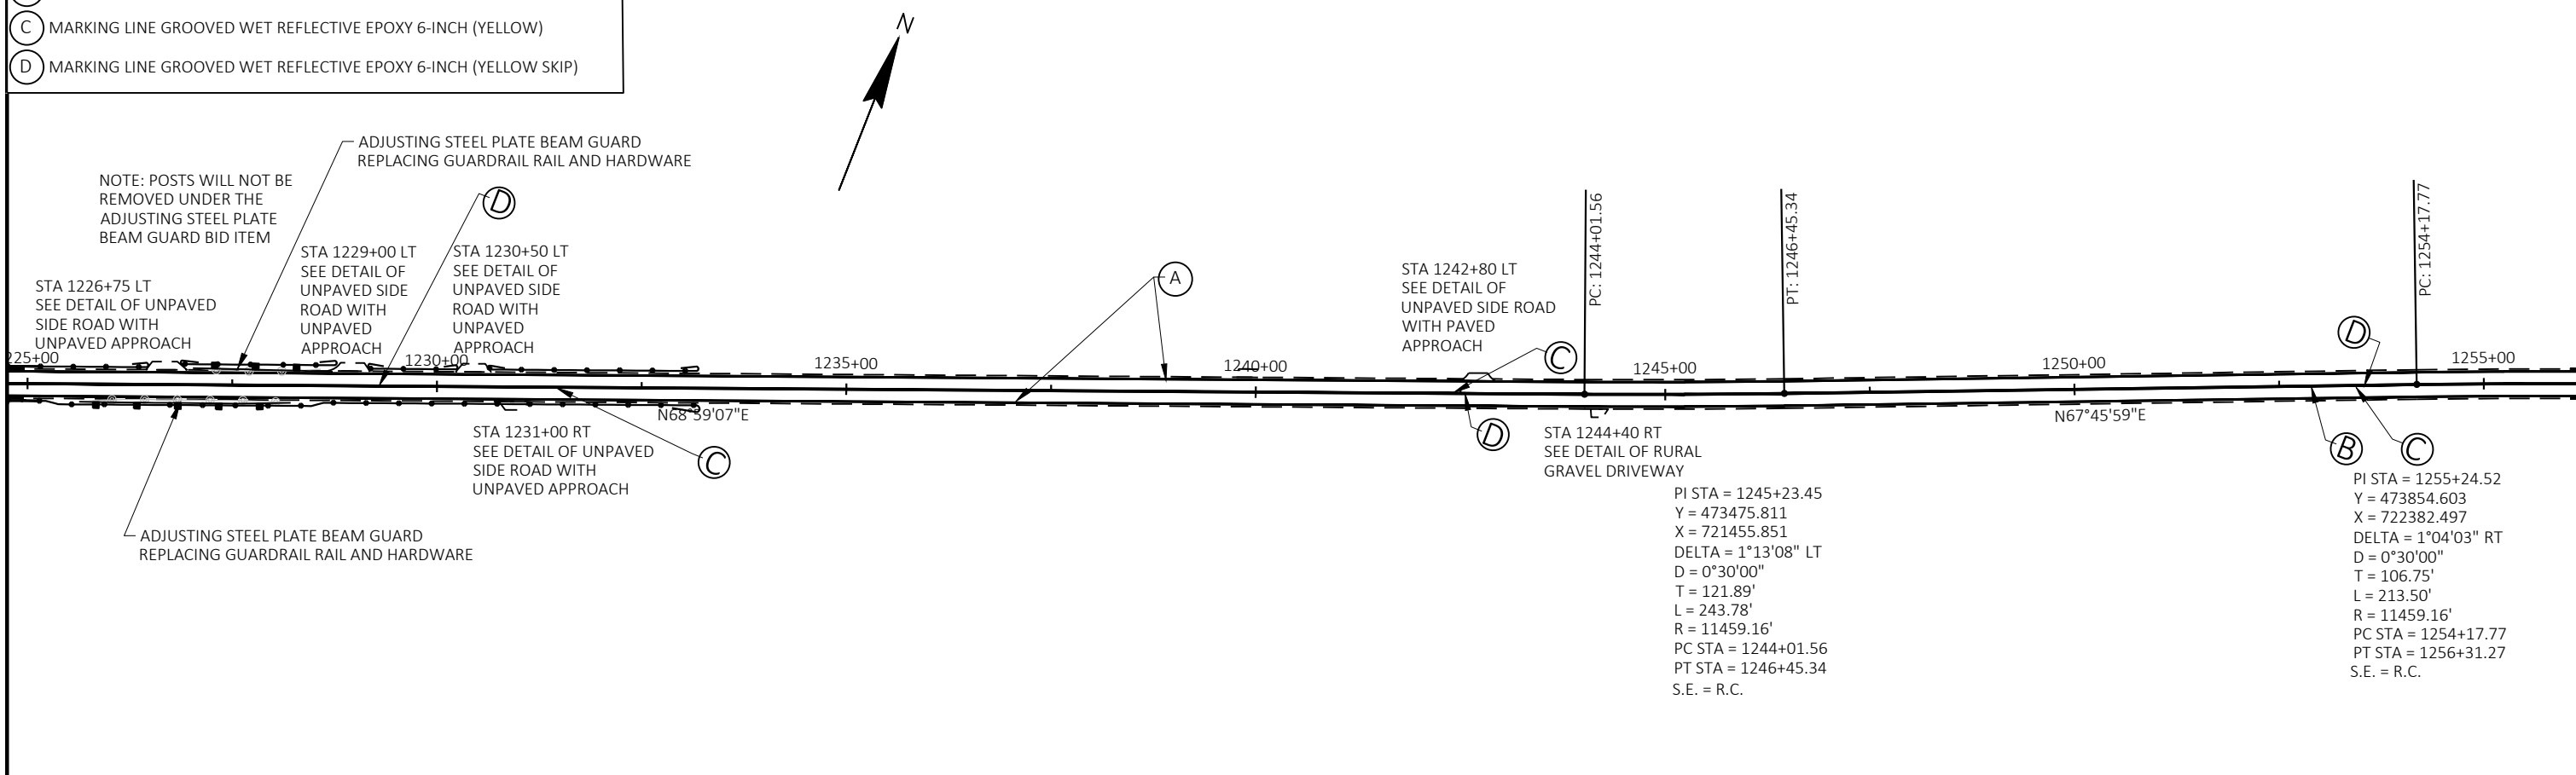 C MARKING LINE GROOVED WET REFLECTIVE EPOXY 6-INCH (YELLOW)
D MARKING LINE GROOVED WET REFLECTIVE EPOXY 6-INCH (YELLOW SKIP)
N
ADJUSTING STEEL PLATE BEAM GUARD
REPLACING GUARDRAIL RAIL AND HARDWARE
NOTE: POSTS WILL NOT BE
REMOVED UNDER THE
ADJUSTING STEEL PLATE
BEAM GUARD BID ITEM
D
STA 1226+75 LT
SEE DETAIL OF UNPAVED
SIDE ROAD WITH
UNPAVED APPROACH
STA 1229+00 LT
SEE DETAIL OF
UNPAVED SIDE
ROAD WITH
UNPAVED
APPROACH
STA 1230+50 LT
SEE DETAIL OF
UNPAVED SIDE
ROAD WITH
UNPAVED
APPROACH
A
STA 1242+80 LT
SEE DETAIL OF
UNPAVED SIDE ROAD
WITH PAVED
APPROACH
C
PC: 1244+01.56
PT: 1246+45.34
D
PC: 1254+17.77
225+00
1230+00
1235+00
1240+00
1245+00
1250+00
1255+00
N68°59'07"E
N67°45'59"E
STA 1231+00 RT
SEE DETAIL OF UNPAVED
SIDE ROAD WITH
UNPAVED APPROACH
C
D
STA 1244+40 RT
SEE DETAIL OF RURAL
GRAVEL DRIVEWAY
B
C
ADJUSTING STEEL PLATE BEAM GUARD
REPLACING GUARDRAIL RAIL AND HARDWARE
PI STA = 1245+23.45
Y = 473475.811
X = 721455.851
DELTA = 1°13'08" LT
D = 0°30'00"
T = 121.89'
L = 243.78'
R = 11459.16'
PC STA = 1244+01.56
PT STA = 1246+45.34
S.E. = R.C.
PI STA = 1255+24.52
Y = 473854.603
X = 722382.497
DELTA = 1°04'03" RT
D = 0°30'00"
T = 106.75'
L = 213.50'
R = 11459.16'
PC STA = 1254+17.77
PT STA = 1256+31.27
S.E. = R.C.